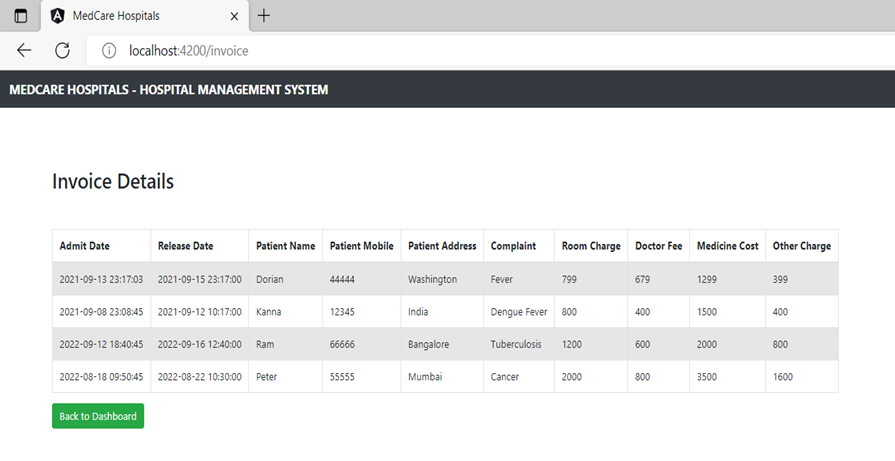 MedCare Hospitals
localhost:4200/invoice
MEDCARE HOSPITALS - HOSPITAL MANAGEMENT SYSTEM
Invoice Details
Admit Date Release Date Patient Name Patient Mobile Patient Address Complaint Room Charge Doctor Fee Medicine Cost Other Charge
2021-09-13 23:17:03 2021-09-15 23:17:00 Dorian 44444 Washington Fever 799 679 1299 399
2021-09-08 23:08:45 2021-09-12 10:17:00 Kanna 12345 India Dengue Fever 800 400 1500 400
2022-09-12 18:40:45 2022-09-16 12:40:00 Ram 66666 Bangalore Tuberculosis 1200 600 2000 800
2022-08-18 09:50:45 2022-08-22 10:30:00 Peter 55555 Mumbai Cancer 2000 800 3500 1600
Back to Dashboard